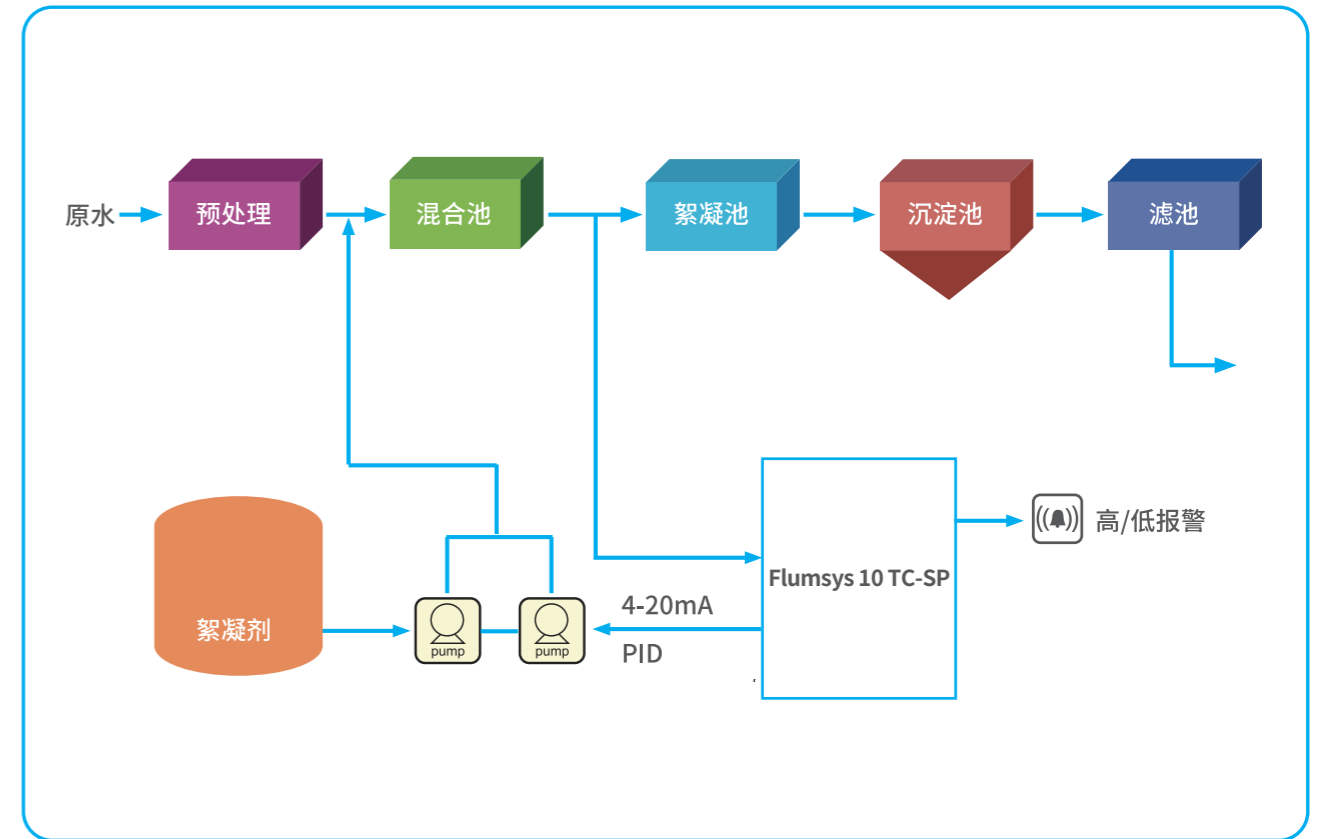 原水
预处理
混合池
絮凝池
沉淀池
滤池
Flumsys 10 TC-SP
高/低报警
絮凝剂
pump
pump
4-20mA
PID